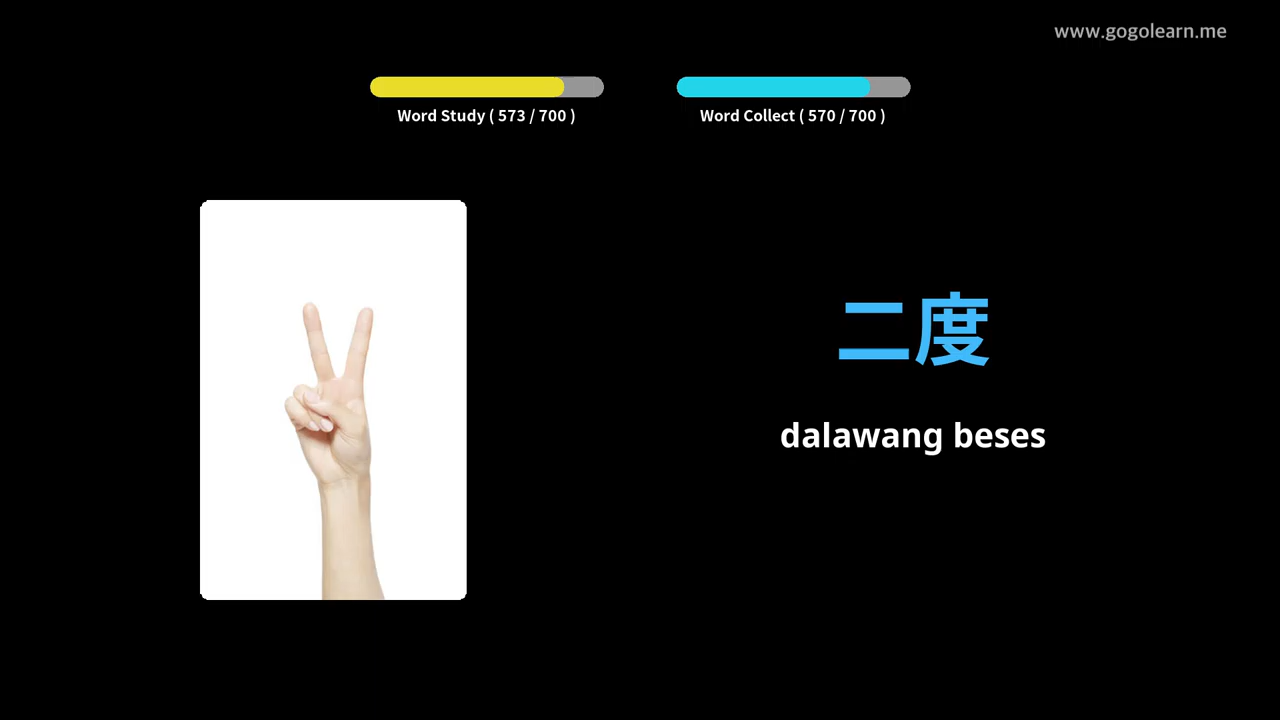 www.gogolearn.me
Word Study ( 573 / 700 )
Word Collect ( 570 / 700 )
二度
dalawang beses